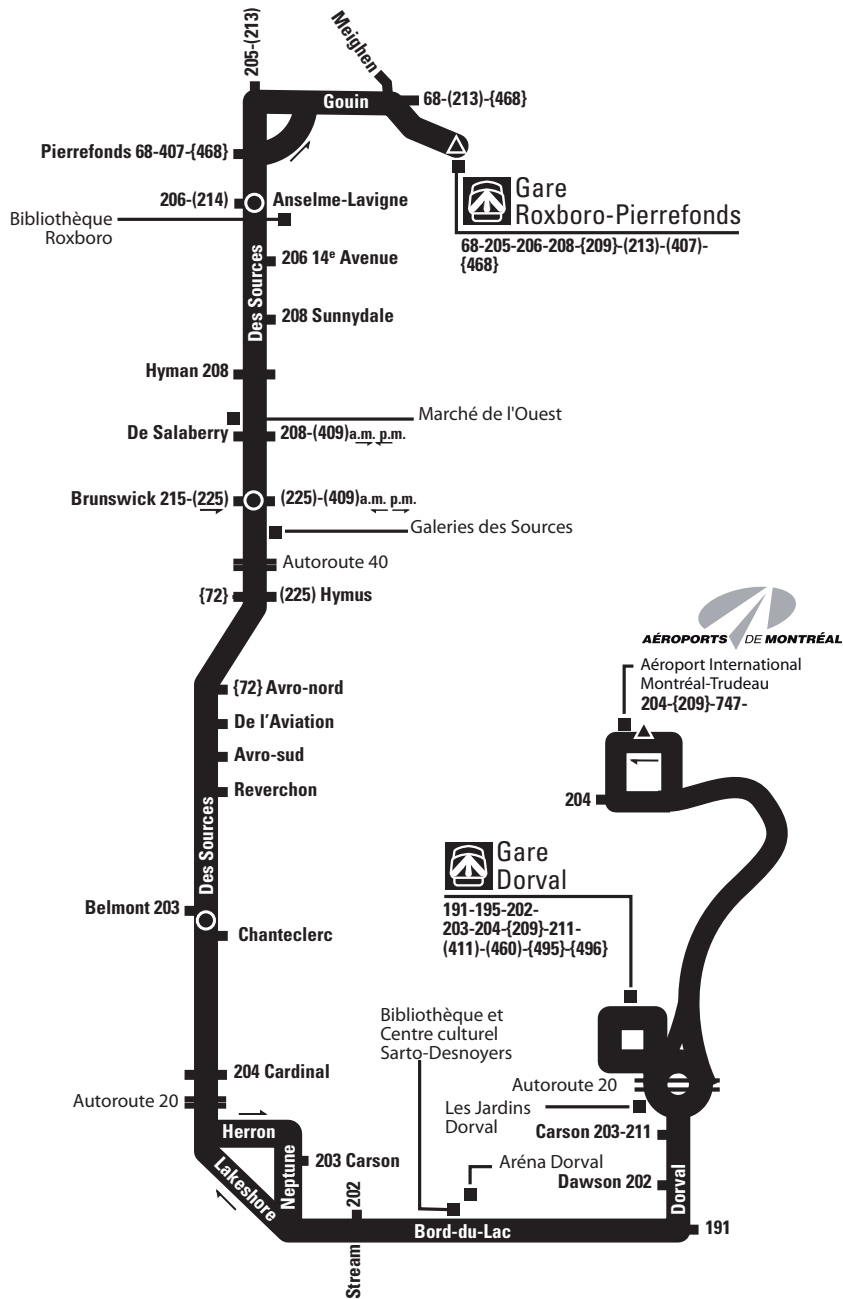 205-(213)
Meighen
Gouin
68-(213)-{468}
Pierrefonds 68-407-{468}
Gare
Roxboro-Pierrefonds
68-205-206-208-{209}-(213)-(407)-
{468}
206-(214)
Anselme-Lavigne
Bibliothèque
Roxboro
206 14e Avenue
Des Sources
208 Sunnydale
Hyman 208
Marché de l'Ouest
De Salaberry
208-(409)a.m. p.m.
Brunswick 215-(225)
(225)-(409)a.m. p.m.
Galeries des Sources
Autoroute 40
{72}
(225) Hymus
AÉROPORTS DE MONTRÉAL
Aéroport International
Montréal-Trudeau
204-{209}-747-
{72} Avro-nord
De l'Aviation
Avro-sud
Reverchon
204
Des Sources
Gare
Dorval
191-195-202-
203-204-{209}-211-
(411)-(460)-{495}-{496}
Belmont 203
Chanteclerc
Bibliothèque et
Centre culturel
Sarto-Desnoyers
204 Cardinal
Autoroute 20
Autoroute 20
Les Jardins
Dorval
Herron
Carson 203-211
Neptune
203 Carson
Lakeshore
Aréna Dorval
Dawson 202
Dorval
202
Bord-du-Lac
191
Stream